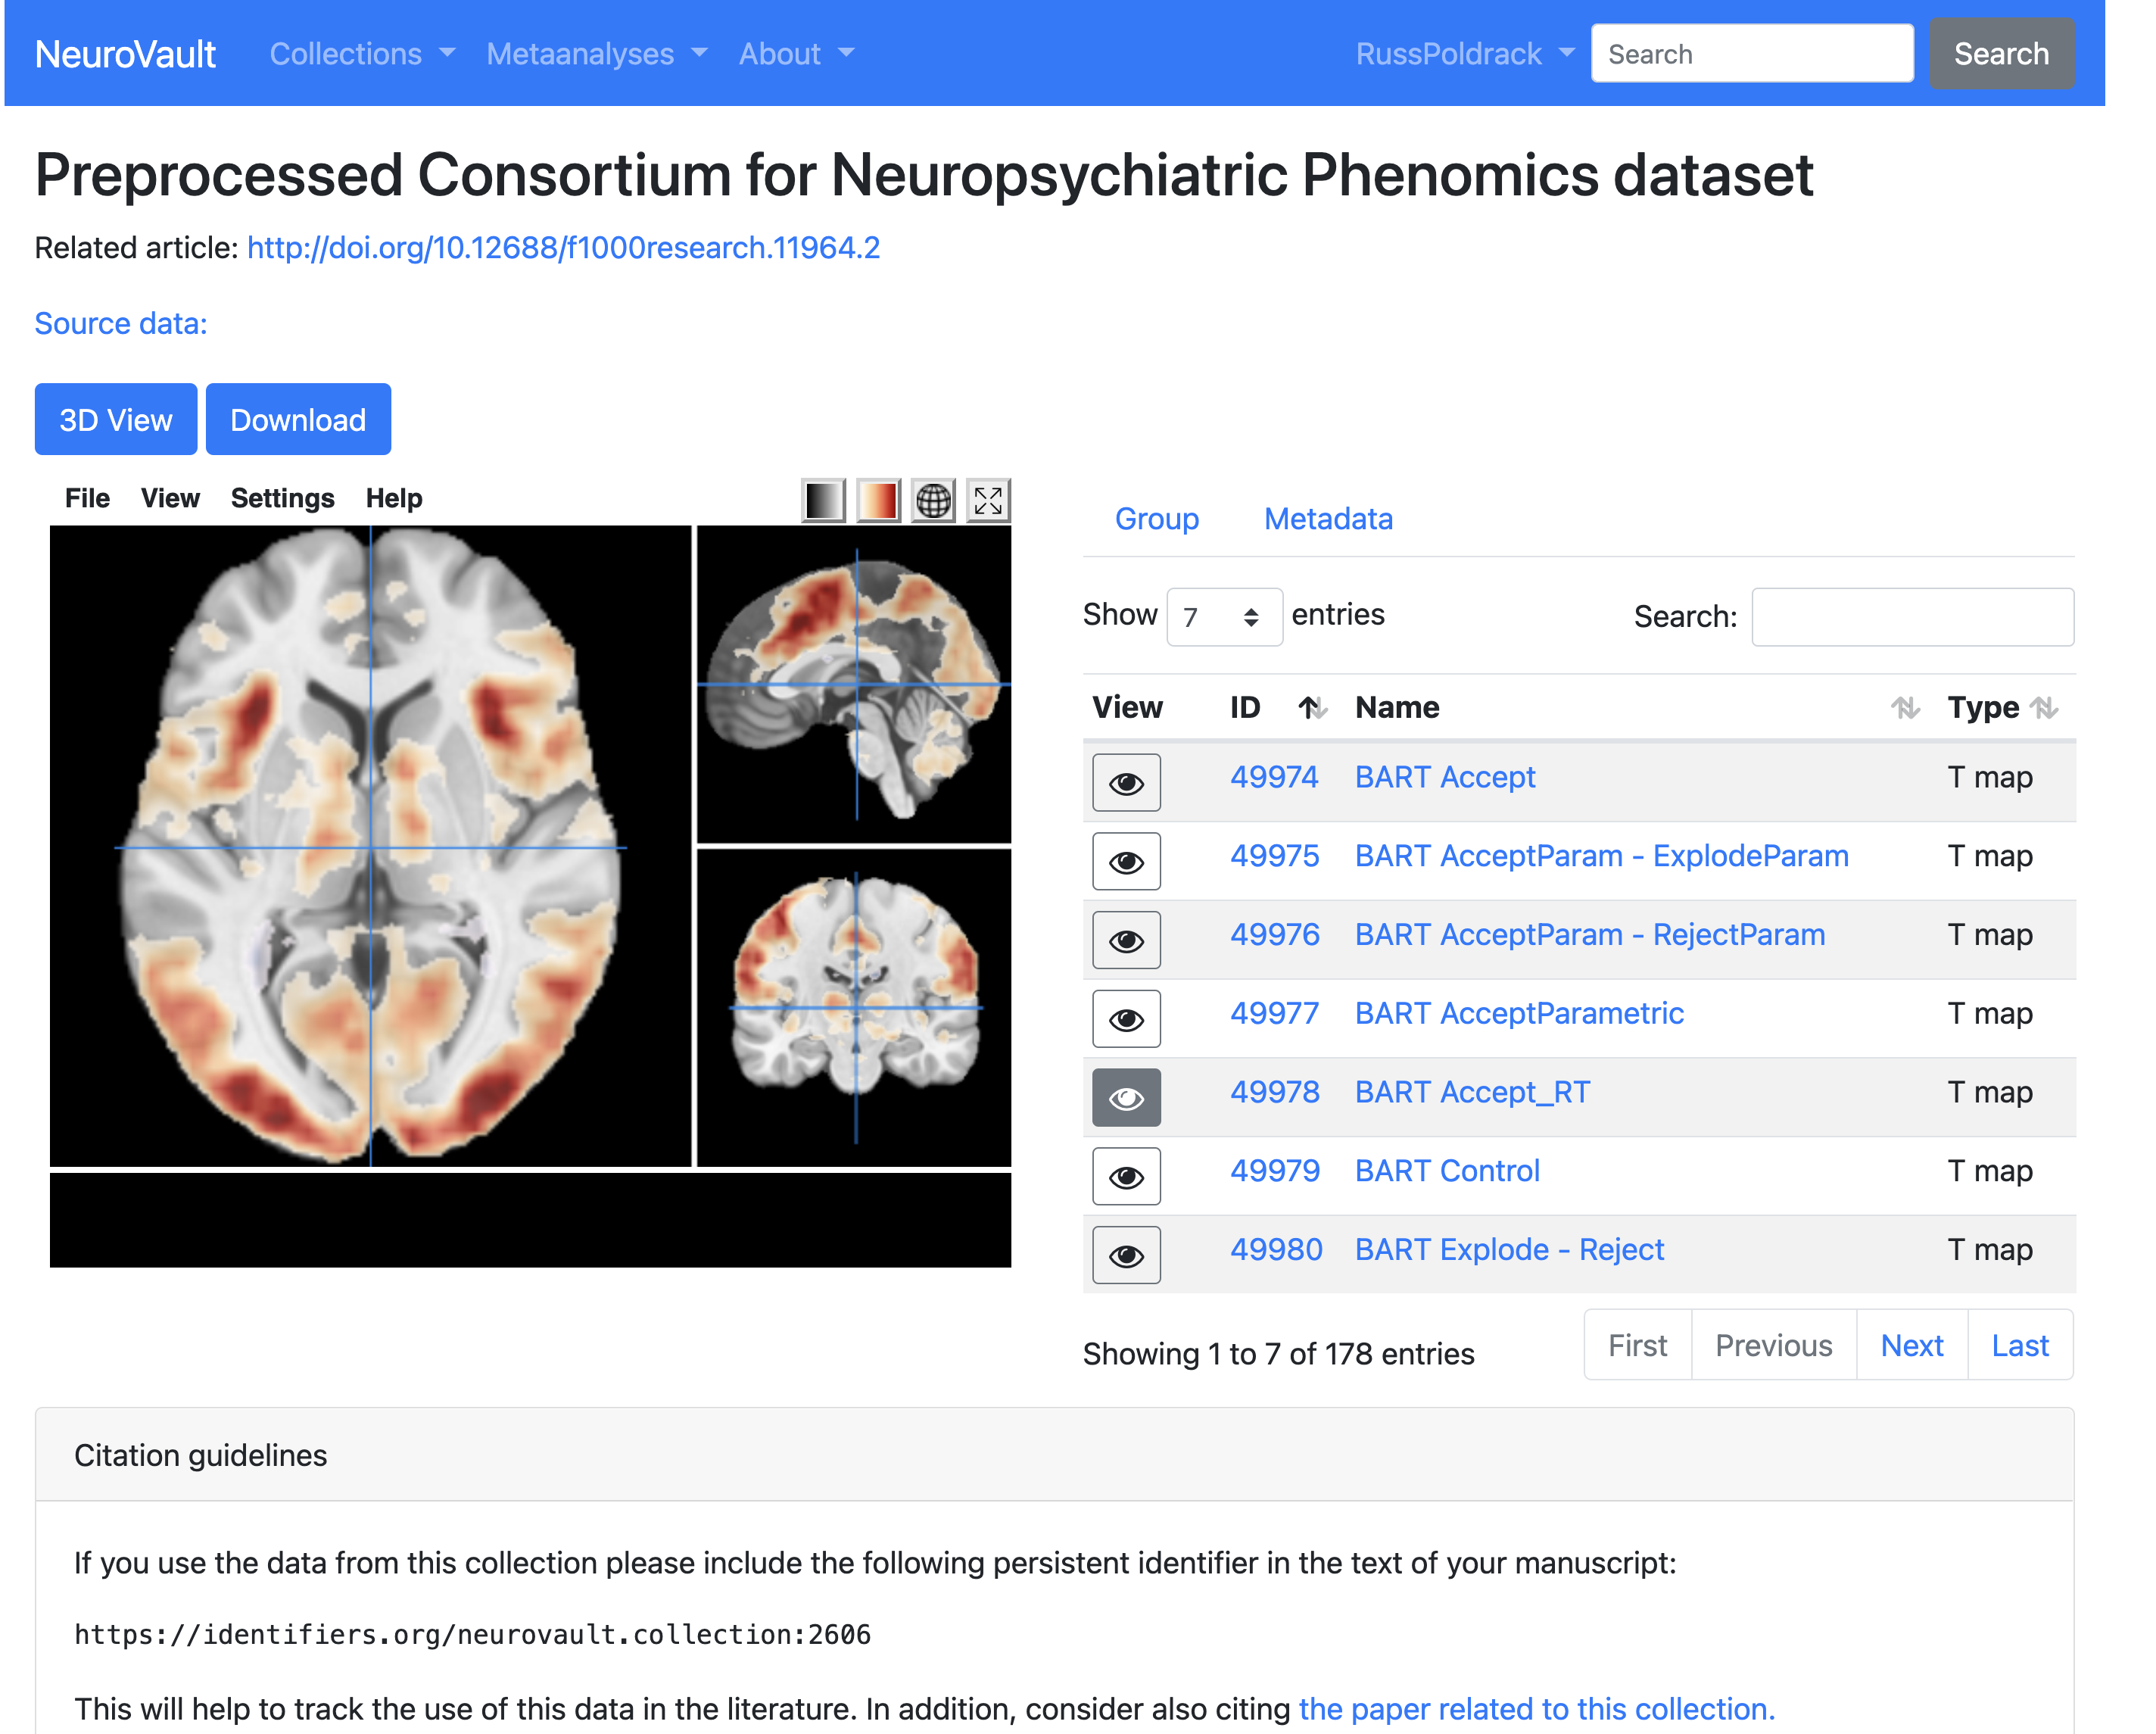 NeuroVault Collections Metaanalyses About RussPoldrack Search Search
Preprocessed Consortium for Neuropsychiatric Phenomics dataset
Related article: http://doi.org/10.12688/f1000research.11964.2
Source data:
3D View Download
File View Settings Help
Group Metadata
Show 7 entries Search:
View ID Name Type
49974 BART Accept T map
49975 BART AcceptParam - ExplodeParam T map
49976 BART AcceptParam - RejectParam T map
49977 BART AcceptParametric T map
49978 BART Accept_RT T map
49979 BART Control T map
49980 BART Explode - Reject T map
Showing 1 to 7 of 178 entries First Previous Next Last
Citation guidelines
If you use the data from this collection please include the following persistent identifier in the text of your manuscript:
https://identifiers.org/neurovault.collection:2606
This will help to track the use of this data in the literature. In addition, consider also citing the paper related to this collection.